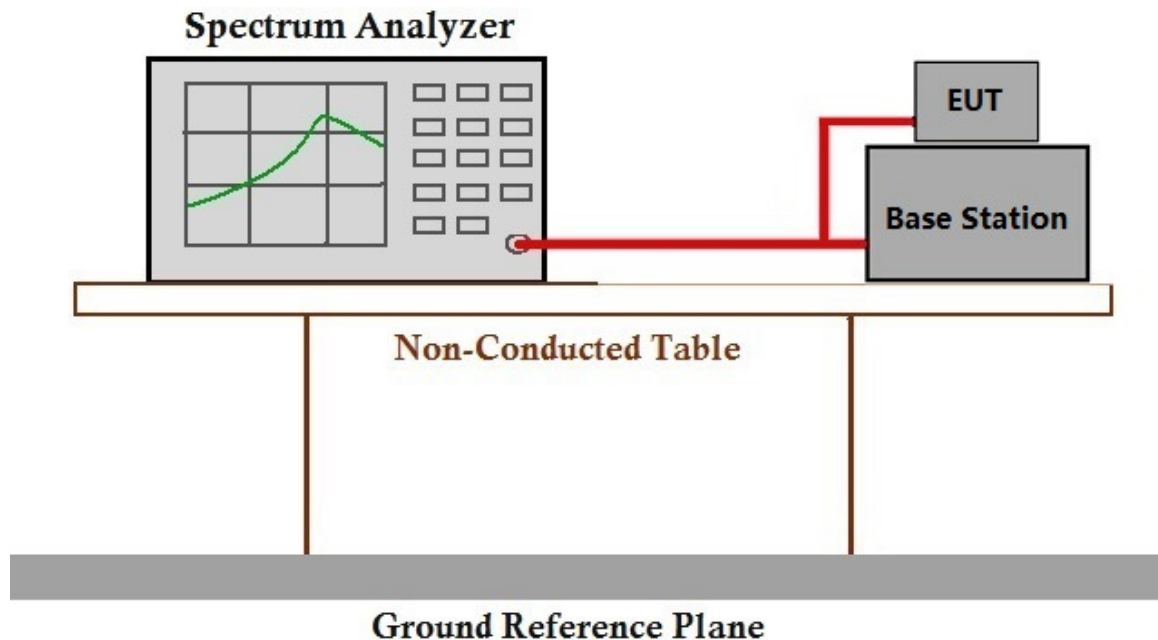 Spectrum Analyzer
EUT
Base Station
Non-Conducted Table
Ground Reference Plane